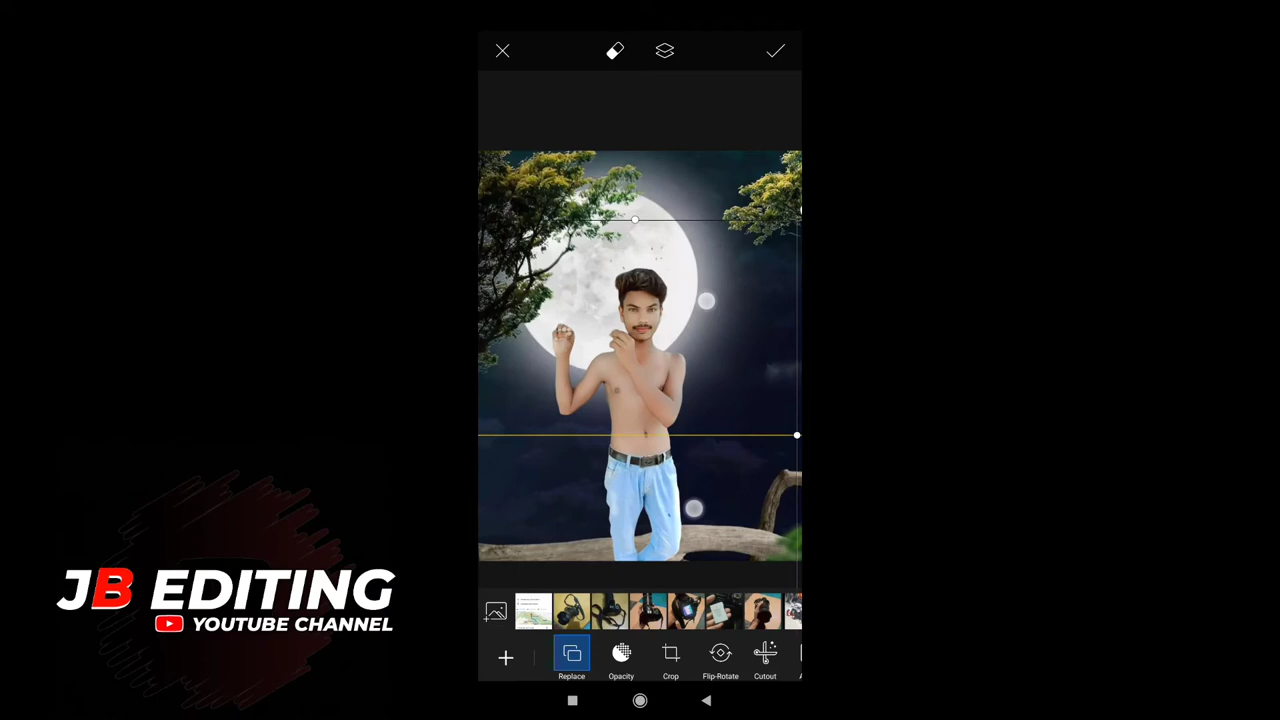 JB EDITING
YOUTUBE CHANNEL
Replace
Opacity
Crop
Flip-Rotate
Cutout